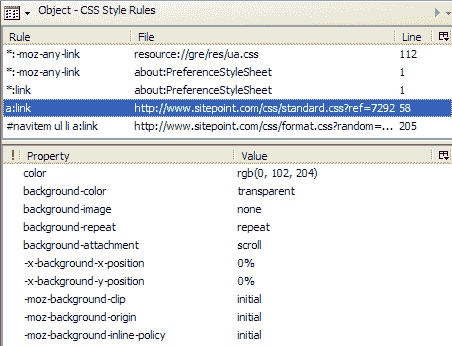 Object - CSS Style Rules
Rule File Line
*:-moz-any-link resource://gre/res/ua.css 112
*:-moz-any-link about:PreferenceStyleSheet 1
*:link about:PreferenceStyleSheet 1
a:link http://www.sitepoint.com/css/standard.css?ref=7292 58
#navitem ul li a:link http://www.sitepoint.com/css/format.css?random=... 205
! Property Value
color rgb(0, 102, 204)
background-color transparent
background-image none
background-repeat repeat
background-attachment scroll
-x-background-x-position 0%
-x-background-y-position 0%
-moz-background-clip initial
-moz-background-origin initial
-moz-background-inline-policy initial